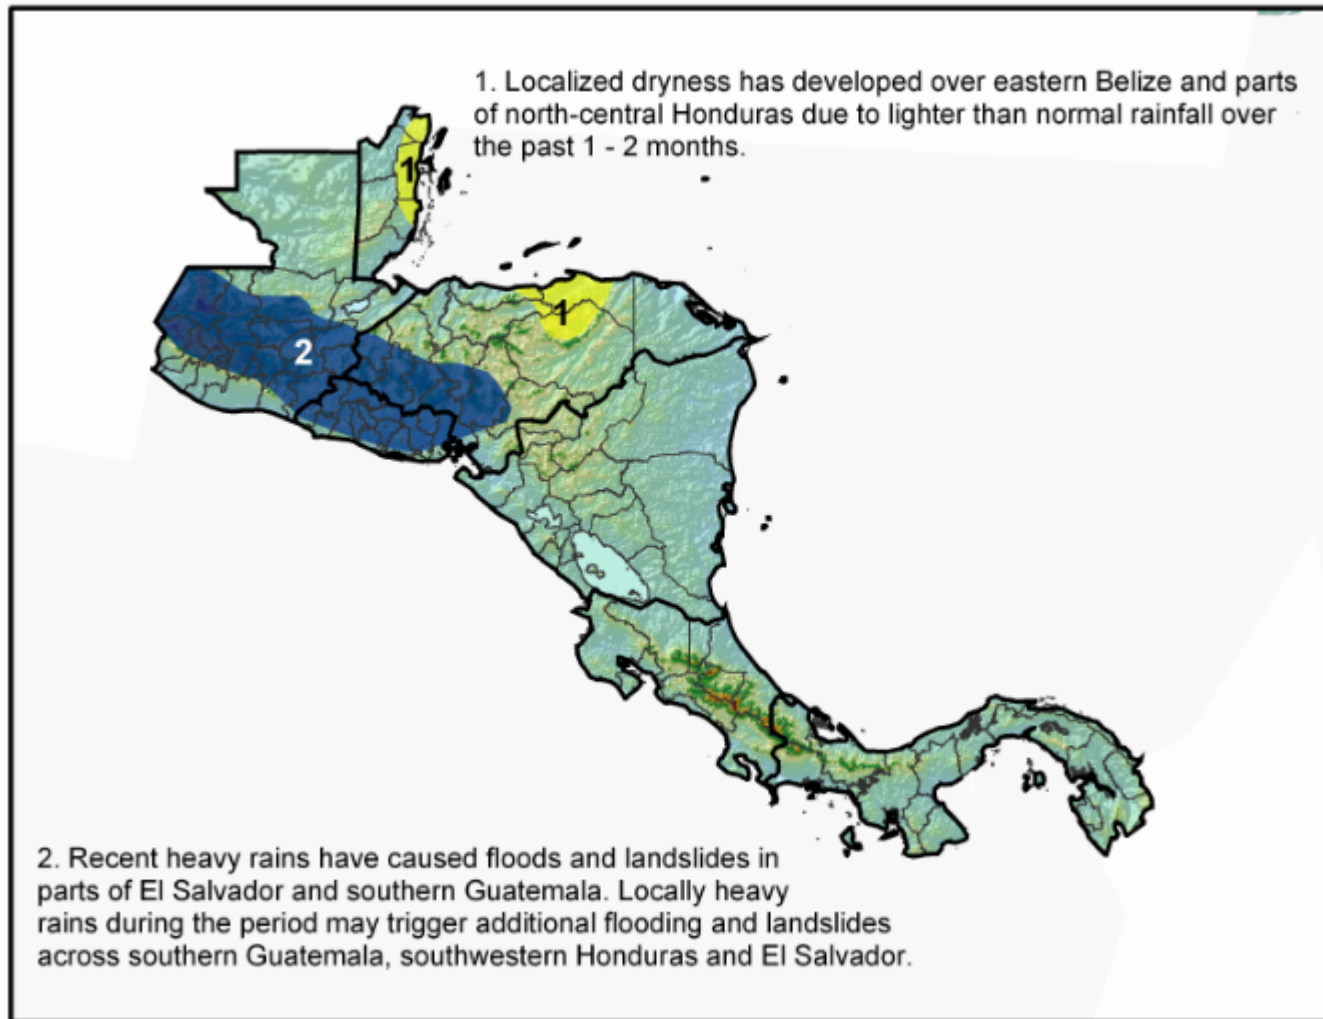 1. Localized dryness has developed over eastern Belize and parts
of north-central Honduras due to lighter than normal rainfall over
the past 1 - 2 months.
1
1
2
2. Recent heavy rains have caused floods and landslides in
parts of El Salvador and southern Guatemala. Locally heavy
rains during the period may trigger additional flooding and landslides
across southern Guatemala, southwestern Honduras and El Salvador.